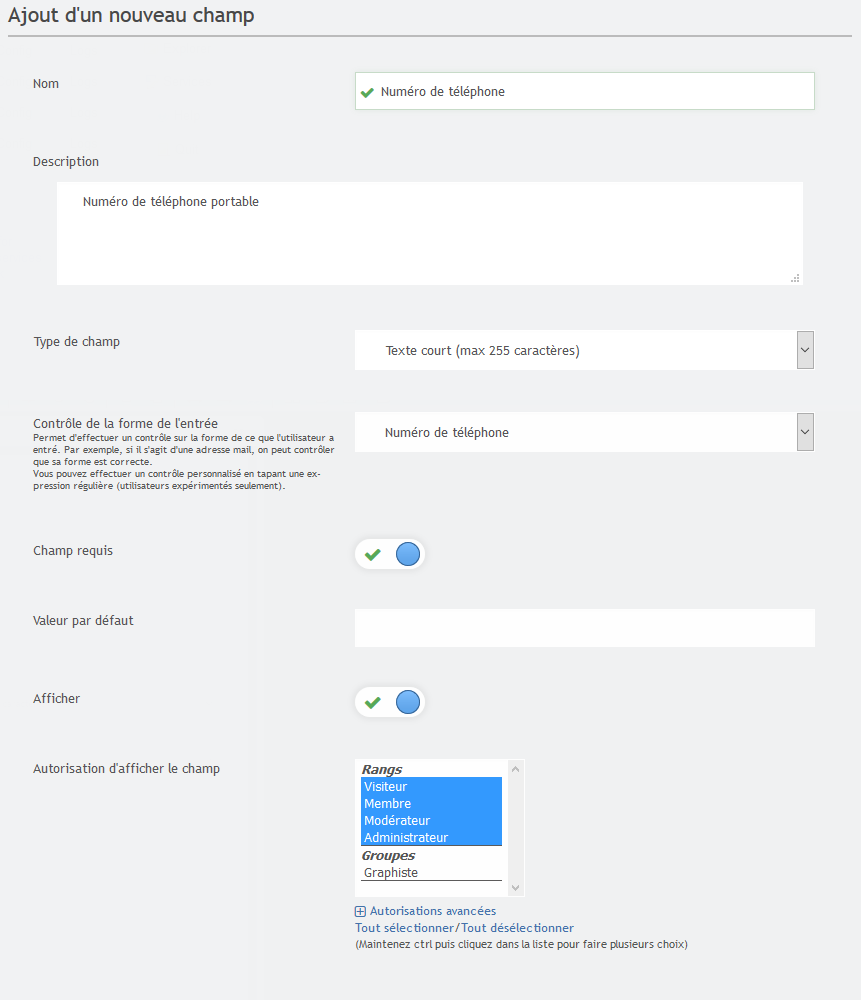 Ajout d'un nouveau champ
Nom
Numéro de téléphone
Description
Numéro de téléphone portable
Type de champ
Texte court (max 255 caractères)
Contrôle de la forme de l'entrée
Numéro de téléphone
Permet d'effectuer un contrôle sur la forme de ce que l'utilisateur a
entré. Par exemple, si il s'agit d'une adresse mail, on peut contrôler
que sa forme est correcte.
Vous pouvez effectuer un contrôle personnalisé en tapant une ex-
pression régulière (utilisateurs expérimentés seulement).
Champ requis
Valeur par défaut
Afficher
Autorisation d'afficher le champ
Rangs
Visiteur
Membre
Modérateur
Administrateur
Groupes
Graphiste
Autorisations avancées
Tout sélectionner/Tout désélectionner
(Maintenez ctrl puis cliquez dans la liste pour faire plusieurs choix)